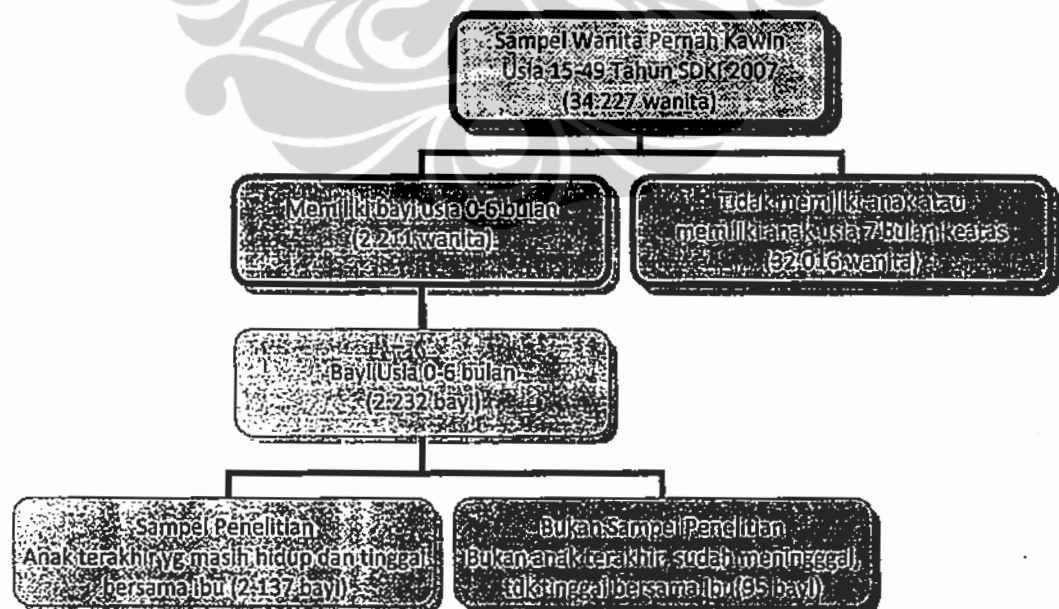 Sampel Wanita Pernah Kawin
Usia 15-49 Tahun SDKI 2007
(34.227 wanita)
Memiliki bayi usia 0-6 bulan
(2.211 wanita)
Tidak memiliki anak atau
memiliki anak usia 7 bulan keatas
(32.016 wanita)
Bayi Usia 0-6 bulan
(2.232 bayi)
Sampel Penelitian
Anak terakhir yg masih hidup dan tinggal
bersama ibu (2.137 bayi)
Bukan Sampel Penelitian
Bukan anak terakhir, sudah meninggal,
tdk tinggal bersama ibu (95 bayi)